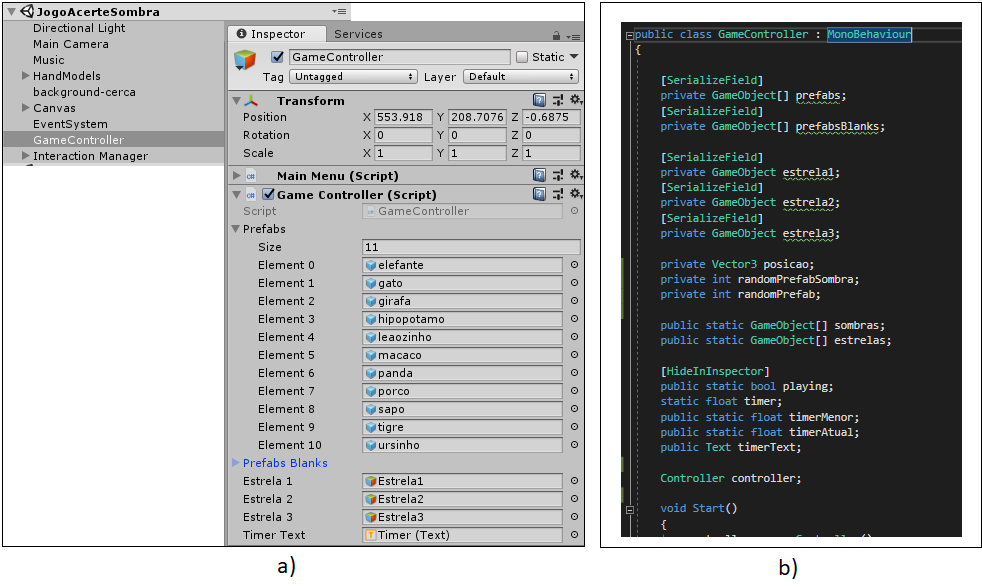 JogoAcerteSombra
Directional Light
Main Camera
Music
HandModels
background-cerca
Canvas
EventSystem
GameController
Interaction Manager
Inspector Services
GameController Static
Tag Untagged Layer Default
Transform
Position X 553.918 Y 208.7076 Z -0.6875
Rotation X 0 Y 0 Z 0
Scale X 1 Y 1 Z 1
Main Menu (Script)
Game Controller (Script)
Script GameController
Prefabs
Size 11
Element 0 elefante
Element 1 gato
Element 2 girafa
Element 3 hipopotamo
Element 4 leaozinho
Element 5 macaco
Element 6 panda
Element 7 porco
Element 8 sapo
Element 9 tigre
Element 10 ursinho
Prefabs Blanks
Estrela 1 Estrela1
Estrela 2 Estrela2
Estrela 3 Estrela3
Timer Text Timer (Text)
a)
public class GameController : MonoBehaviour
{
[SerializeField]
private GameObject[] prefabs;
[SerializeField]
private GameObject[] prefabsBlanks;
[SerializeField]
private GameObject estrela1;
[SerializeField]
private GameObject estrela2;
[SerializeField]
private GameObject estrela3;
private Vector3 posicao;
private int randomPrefabSombra;
private int randomPrefab;
public static GameObject[] sombras;
public static GameObject[] estrelas;
[HideInInspector]
public static bool playing;
static float timer;
public static float timerMenor;
public static float timerAtual;
public Text timerText;
Controller controller;
void Start()
{
b)